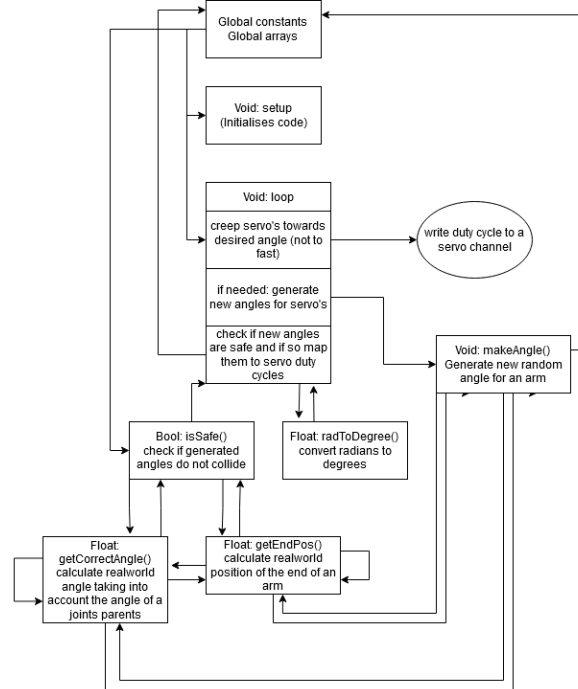 Global constants
Global arrays
Void: setup
(Initialises code)
Void: loop
creep servo's towards
desired angle (not to
fast)
write duty cycle to a
servo channel
if needed: generate
new angles for servo's
check if new angles
are safe and if so map
them to servo duty
cycles
Void: makeAngle()
Generate new random
angle for an arm
Bool: isSafe()
check if generated
angles do not collide
Float: radToDegree()
convert radians to
degrees
Float:
getCorrectAngle()
calculate realworld
angle taking into
account the angle of a
joints parents
Float: getEndPos()
calculate realworld
position of the end of an
arm